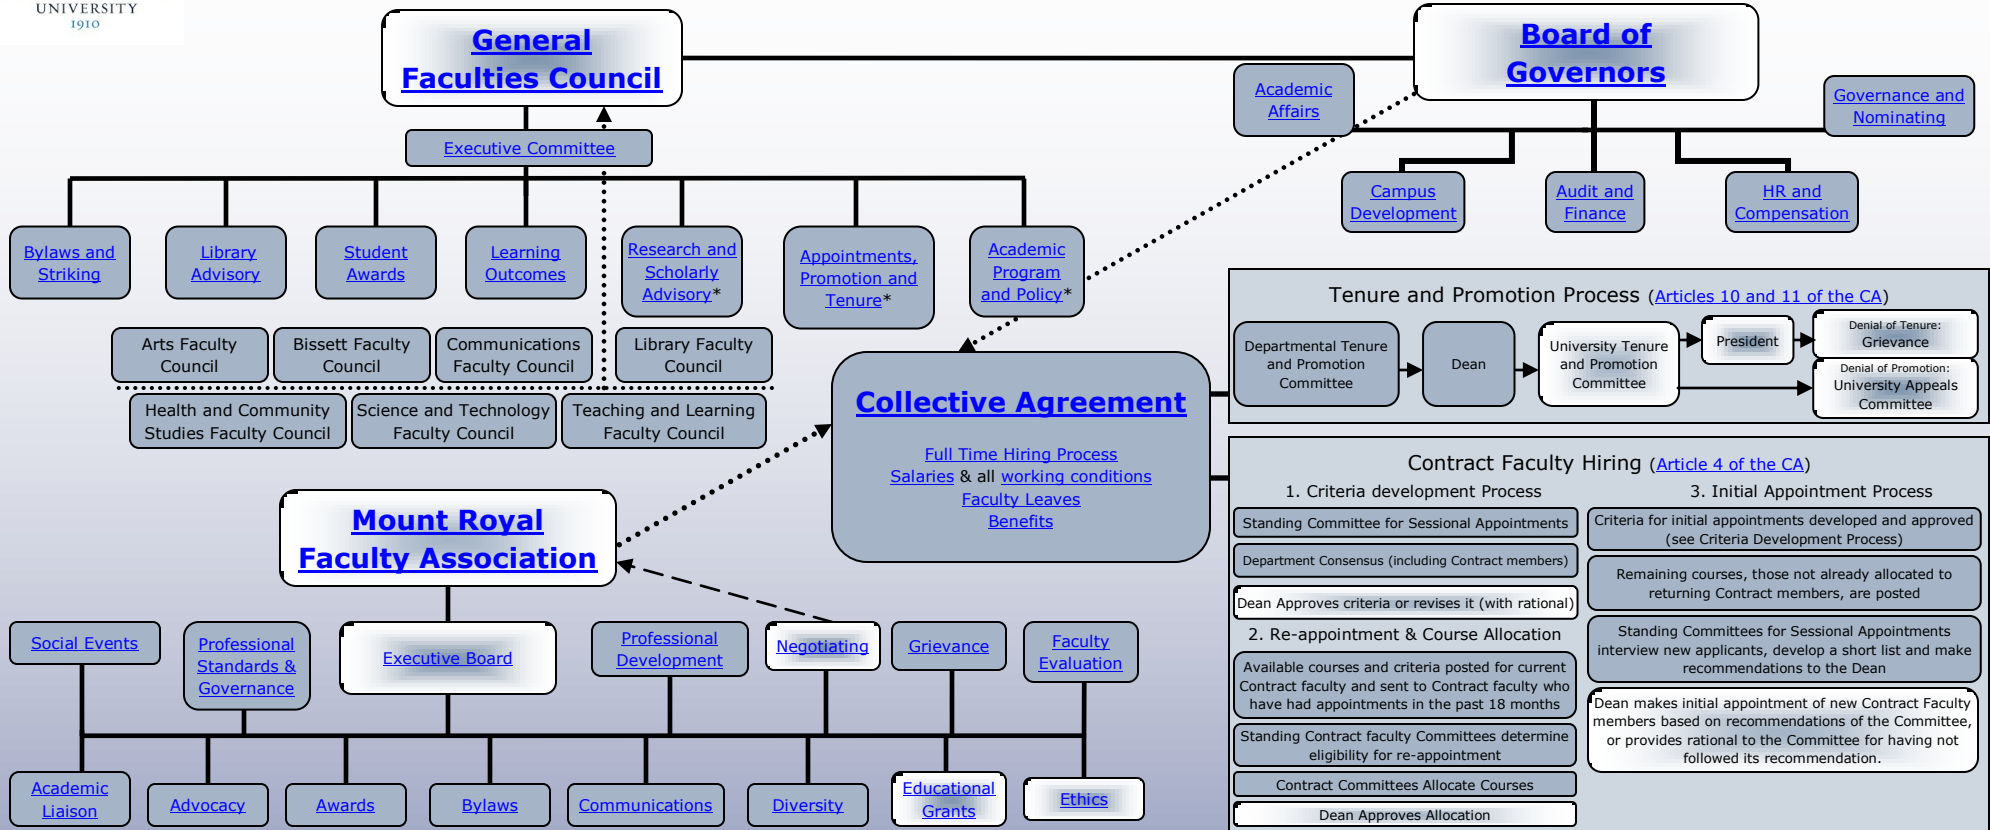 UNIVERSITY
1910
General
Faculties Council
Board of
Governors
Executive Committee
Academic
Affairs
Governance and
Nominating
Campus
Development
Audit and
Finance
HR and
Compensation
Bylaws and
Striking
Library
Advisory
Student
Awards
Learning
Outcomes
Research and
Scholarly
Advisory*
Appointments,
Promotion and
Tenure*
Academic
Program
and Policy*
Arts Faculty
Council
Bissett Faculty
Council
Communications
Faculty Council
Library Faculty
Council
Health and Community
Studies Faculty Council
Science and Technology
Faculty Council
Teaching and Learning
Faculty Council
Collective Agreement
Full Time Hiring Process
Salaries & all working conditions
Faculty Leaves
Benefits
Tenure and Promotion Process (Articles 10 and 11 of the CA)
Departmental Tenure
and Promotion
Committee
Dean
University Tenure
and Promotion
Committee
President
Denial of Tenure:
Grievance
Denial of Promotion:
University Appeals
Committee
Contract Faculty Hiring (Article 4 of the CA)
1. Criteria development Process
Standing Committee for Sessional Appointments
Department Consensus (including Contract members)
Dean Approves criteria or revises it (with rational)
2. Re-appointment & Course Allocation
Available courses and criteria posted for current
Contract faculty and sent to Contract faculty who
have had appointments in the past 18 months
Standing Contract faculty Committees determine
eligibility for re-appointment
Contract Committees Allocate Courses
Dean Approves Allocation
3. Initial Appointment Process
Criteria for initial appointments developed and approved
(see Criteria Development Process)
Remaining courses, those not already allocated to
returning Contract members, are posted
Standing Committees for Sessional Appointments
interview new applicants, develop a short list and make
recommendations to the Dean
Dean makes initial appointment of new Contract Faculty
members based on recommendations of the Committee,
or provides rational to the Committee for having not
followed its recommendation.
Mount Royal
Faculty Association
Social Events
Professional
Standards &
Governance
Executive Board
Professional
Development
Negotiating
Grievance
Faculty
Evaluation
Academic
Liaison
Advocacy
Awards
Bylaws
Communications
Diversity
Educational
Grants
Ethics